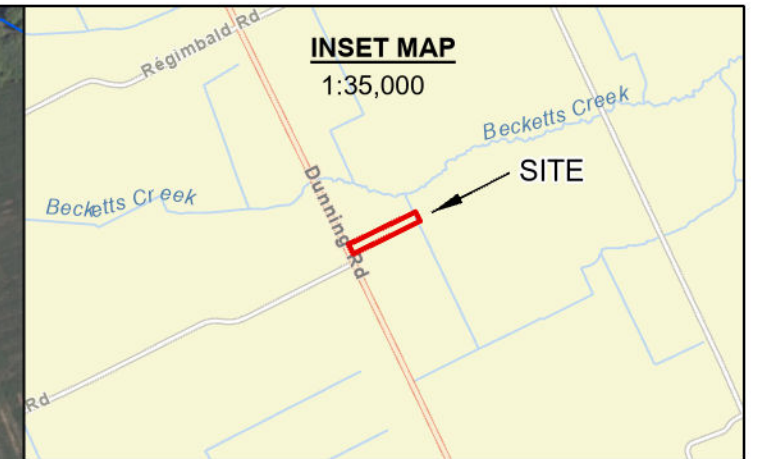 Régimbald Rd
INSET MAP
1:35,000
Becketts Creek
SITE
Becketts Creek
Dunning Rd
Rd